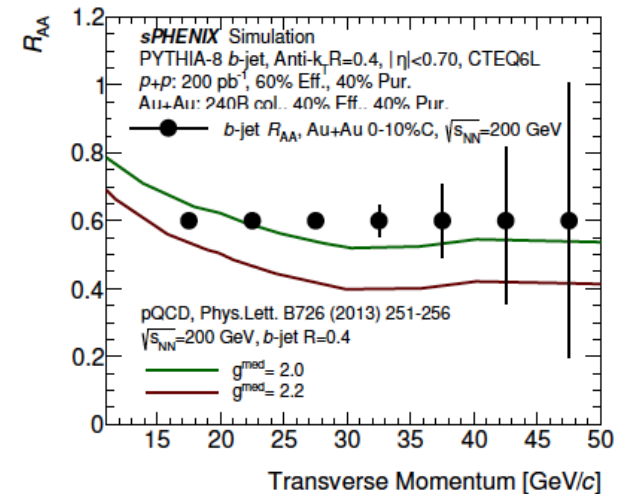 R_AA
1.2
1
0.8
0.6
0.4
0.2
0
sPHENIX Simulation
PYTHIA-8 b-jet, Anti-k_T R=0.4, |η|<0.70, CTEQ6L
p+p: 200 pb⁻¹, 60% Eff., 40% Pur.
Au+Au: 240B col., 40% Eff., 40% Pur.
b-jet R_AA, Au+Au 0-10%C, √s_NN=200 GeV
pQCD, Phys.Lett. B726 (2013) 251-256
√s_NN=200 GeV, b-jet R=0.4
g^med= 2.0
g^med= 2.2
15 20 25 30 35 40 45 50
Transverse Momentum [GeV/c]